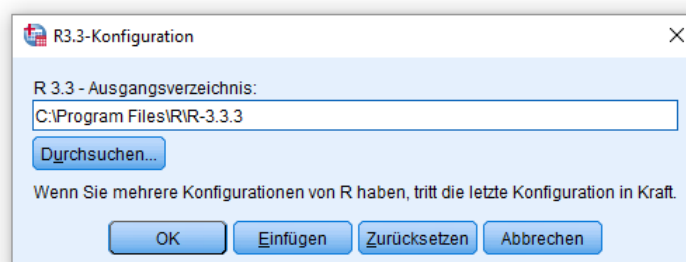 R3.3-Konfiguration
R 3.3 - Ausgangsverzeichnis:
C:\Program Files\R\R-3.3.3
Durchsuchen...
Wenn Sie mehrere Konfigurationen von R haben, tritt die letzte Konfiguration in Kraft.
OK Einfügen Zurücksetzen Abbrechen